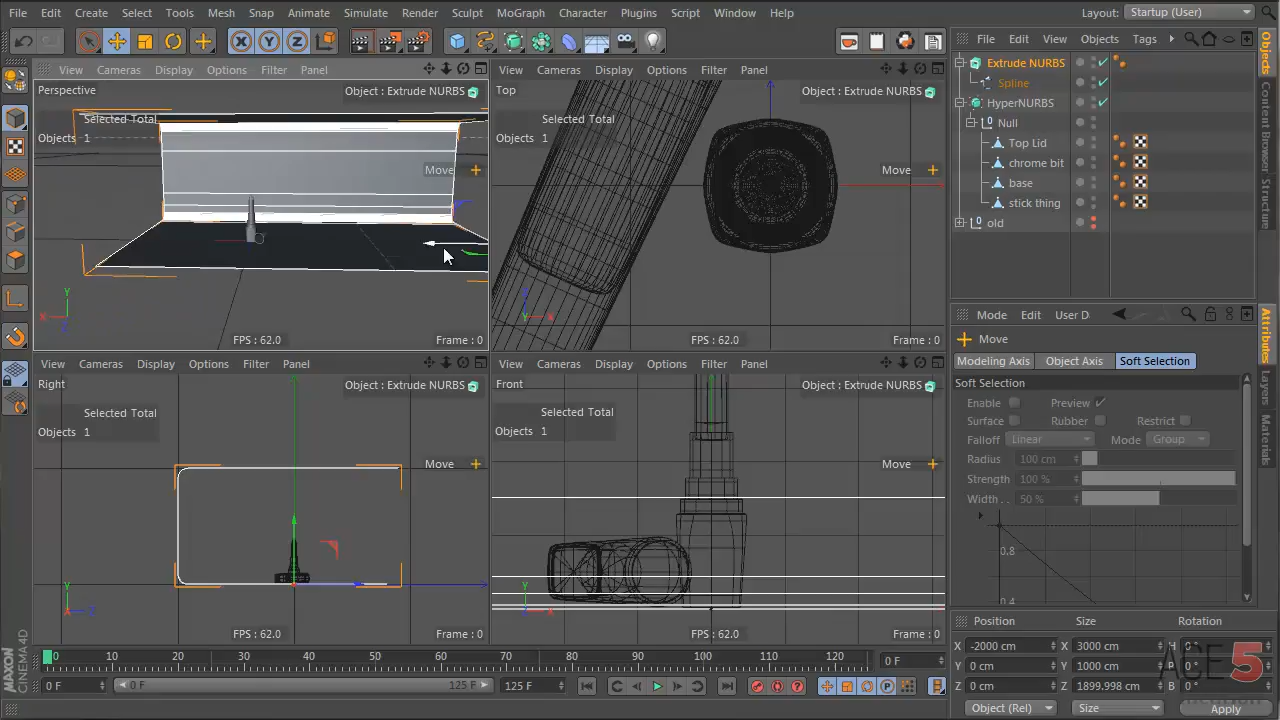 File Edit Create Select Tools Mesh Snap Animate Simulate Render Sculpt MoGraph Character Plugins Script Window Help
Layout: Startup (User)
View Cameras Display Options Filter Panel
Perspective
Object : Extrude NURBS
Selected Total
Objects 1
Move
Y
X
Z
FPS : 62.0
Frame : 0
View Cameras Display Options Filter Panel
Top
Object : Extrude NURBS
Selected Total
Objects 1
Move
Z
Y X
FPS : 62.0
Frame : 0
View Cameras Display Options Filter Panel
Right
Object : Extrude NURBS
Selected Total
Objects 1
Move
Y
X Z
FPS : 62.0
Frame : 0
View Cameras Display Options Filter Panel
Front
Object : Extrude NURBS
Selected Total
Objects 1
Move
Y
Z X
FPS : 62.0
Frame : 0
File Edit View Objects Tags
Extrude NURBS
Spline
HyperNURBS
Null
Top Lid
chrome bit
base
stick thing
old
Objects
Content Browser
Structure
Mode Edit User D
Move
Modeling Axis Object Axis Soft Selection
Soft Selection
Enable Preview
Surface Rubber Restrict
Falloff Linear Mode Group
Radius 100 cm
Strength 100 %
Width . . 50 %
0.8
0.4
Attributes
Layers
Materials
0 10 20 30 40 50 60 70 80 90 100 110 120
0 F
0 F 0 F 125 F 125 F
Position Size Rotation
X -2000 cm X 3000 cm H 0 °
Y 0 cm Y 1000 cm P 0 °
Z 0 cm Z 1899.998 cm B 0 °
Object (Rel) Size Apply
MAXON
CINEMA4D
ACE5